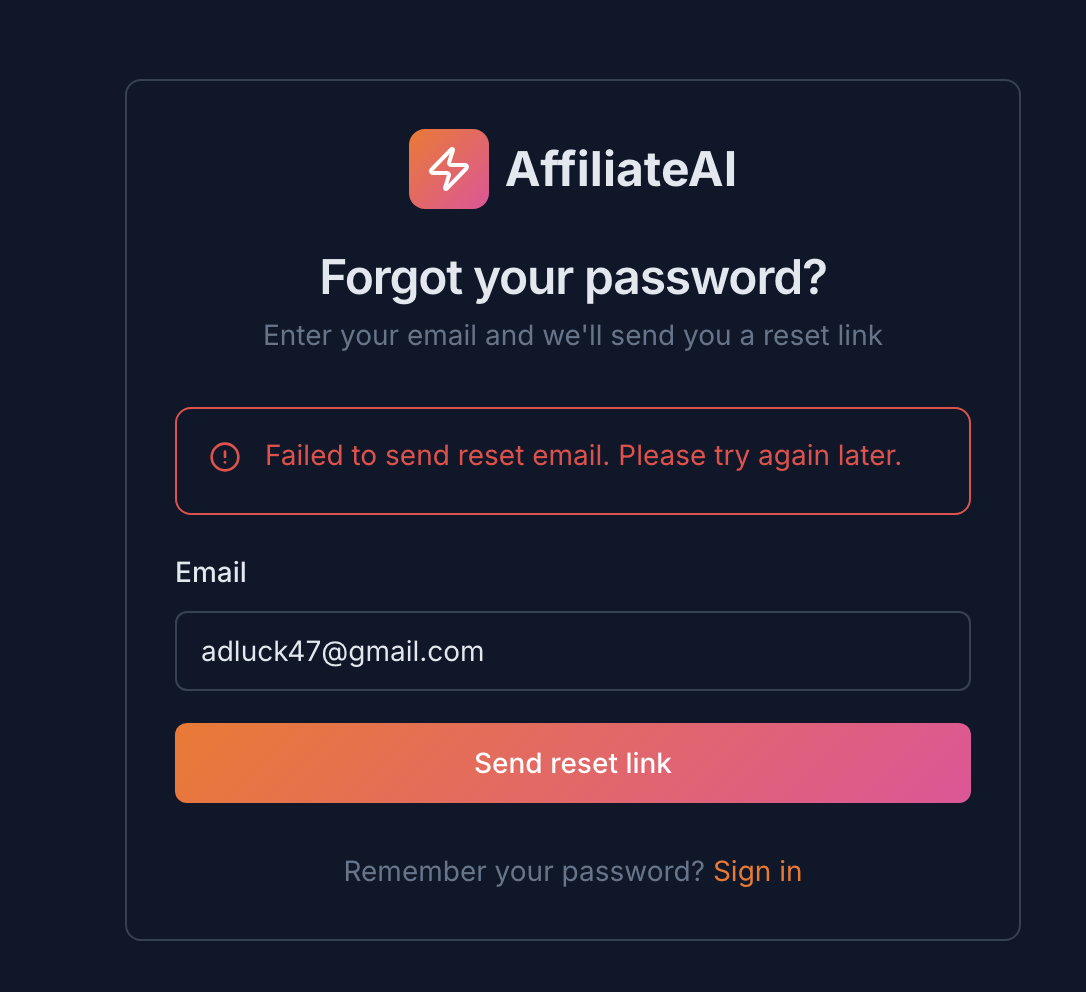 AffiliateAI
Forgot your password?
Enter your email and we'll send you a reset link
Failed to send reset email. Please try again later.
Email
adluck47@gmail.com
Send reset link
Remember your password? Sign in